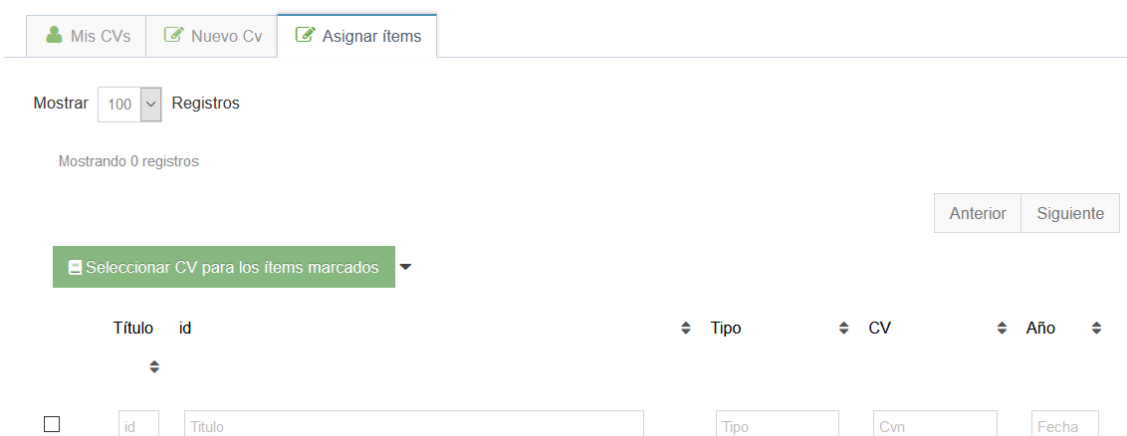 Mis CVs Nuevo Cv Asignar ítems
Mostrar 100 Registros
Mostrando 0 registros
Anterior Siguiente
Seleccionar CV para los ítems marcados
Título id Tipo CV Año
id Titulo Tipo Cvn Fecha